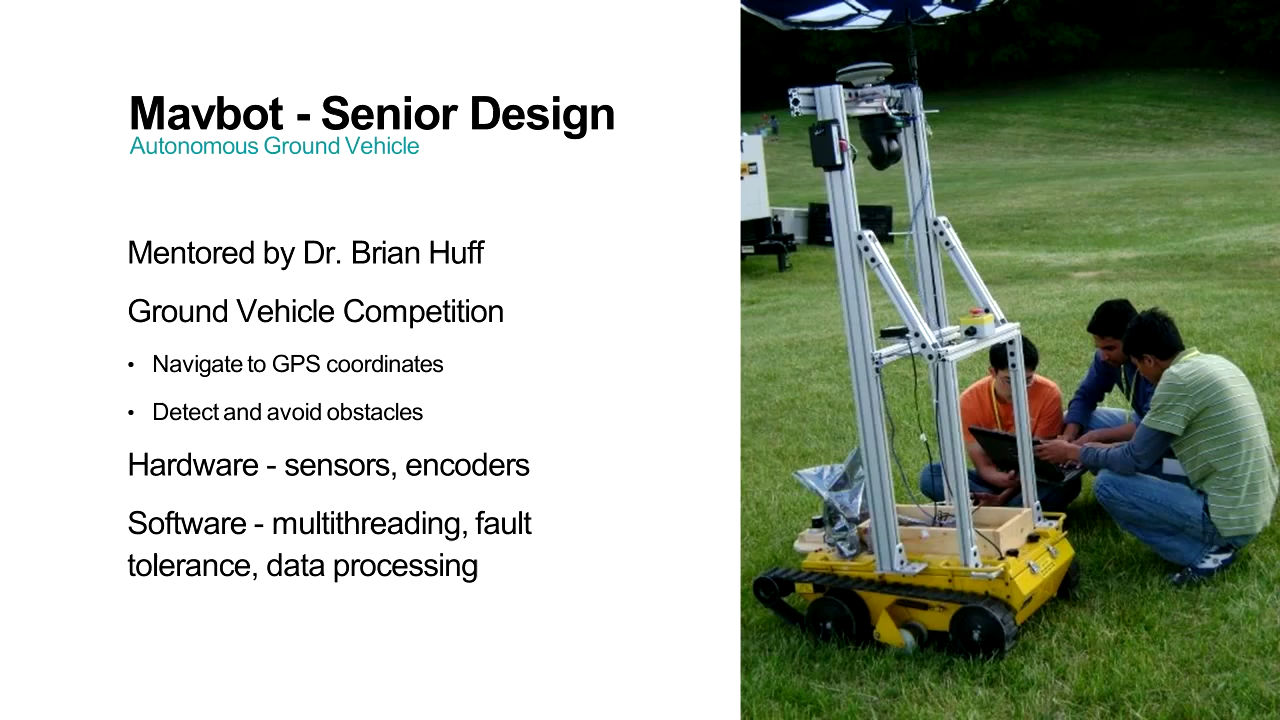 Mavbot - Senior Design
Autonomous Ground Vehicle
Mentored by Dr. Brian Huff
Ground Vehicle Competition
• Navigate to GPS coordinates
• Detect and avoid obstacles
Hardware - sensors, encoders
Software - multithreading, fault
tolerance, data processing